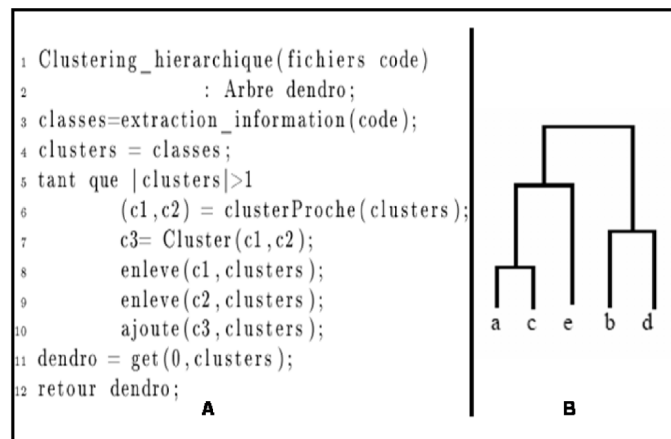 1 Clustering_hierarchique(fichiers code)
2 : Arbre dendro;
3 classes=extraction_information(code);
4 clusters = classes;
5 tant que |clusters|>1
6 (c1,c2) = clusterProche(clusters);
7 c3= Cluster(c1,c2);
8 enleve(c1,clusters);
9 enleve(c2,clusters);
10 ajoute(c3,clusters);
11 dendro = get(0,clusters);
12 retour dendro;
A
a c e b d
B